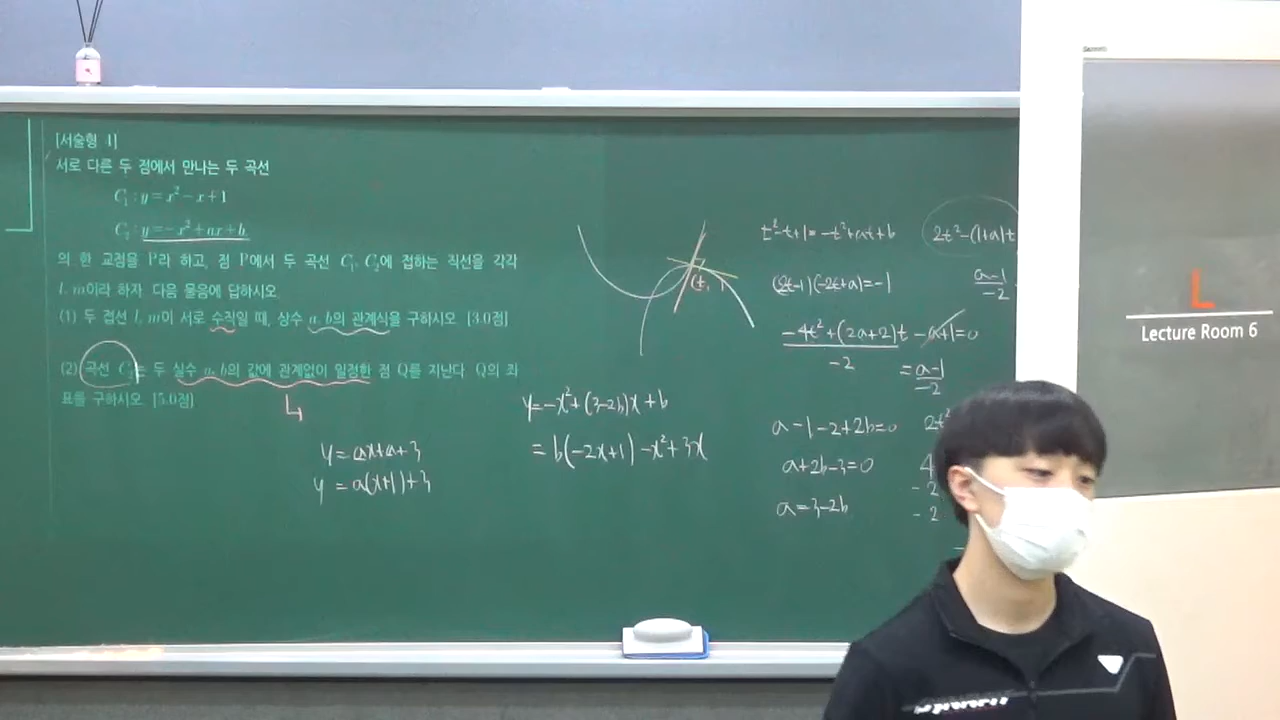 [서술형 1]
서로 다른 두 점에서 만나는 두 곡선
C₁ : y = x² - x + 1
C₂ : y = -x² + ax + b
의 한 교점을 P라 하고, 점 P에서 두 곡선 C₁, C₂에 접하는 직선을 각각
l, m이라 하자. 다음 물음에 답하시오.
(1) 두 접선 l, m이 서로 수직일 때, 상수 a, b의 관계식을 구하시오. [3.0점]
(2) 곡선 C₂는 두 실수 a, b의 값에 관계없이 일정한 점 Q를 지난다. Q의 좌
표를 구하시오. [5.0점]
y = ax+a+3
y = a(x+1)+3
y = -x²+(3-2b)x+b
= b(-2x+1)-x²+3x
t²-t+1 = -t²+at+b
(2t-1)(-2t+a) = -1
-4t²+(2a+2)t -a+1=0
-2
= a-1
-2
a-1-2+2b=0
a+2b-3=0
a=3-2b
2t²-(1+a)t
a-1
-2
2t²
4
-2
-2
L
Lecture Room 6